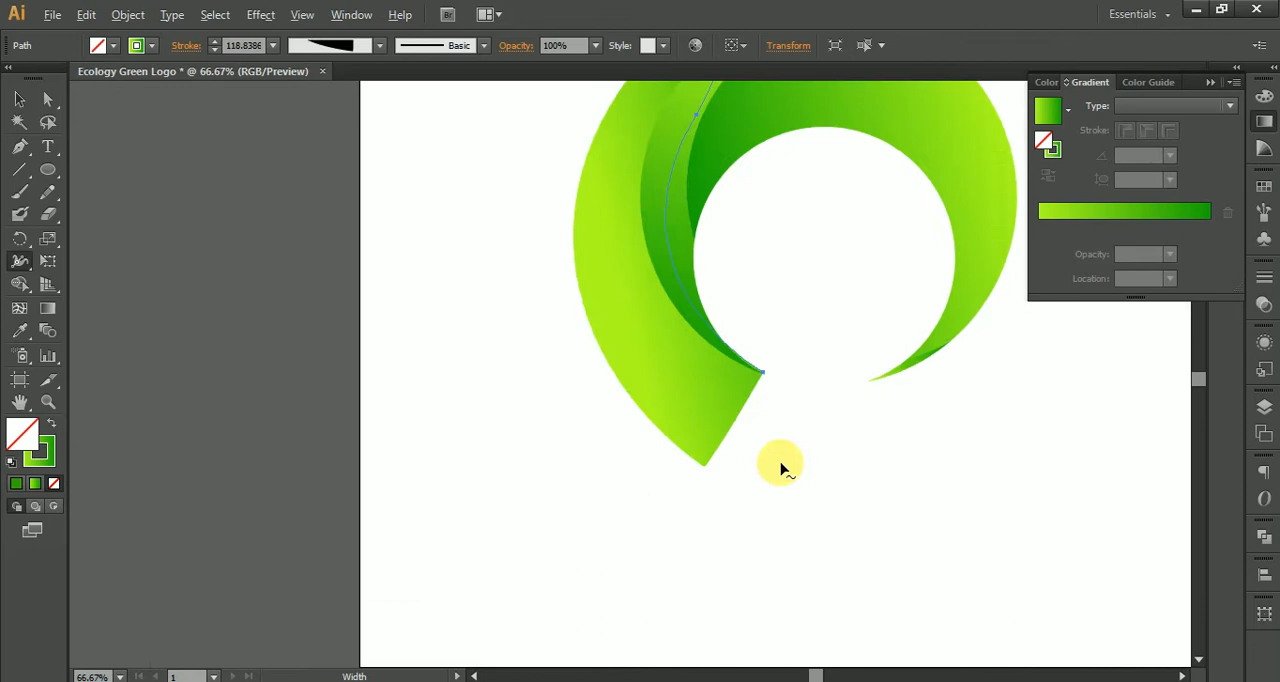 Ai File Edit Object Type Select Effect View Window Help Br Essentials
Path Stroke: 118.8386 Basic Opacity: 100% Style: Transform
Ecology Green Logo * @ 66.67% (RGB/Preview) ×
Color Gradient Color Guide
Type:
Stroke:
Opacity:
Location:
66.67% 1 Width